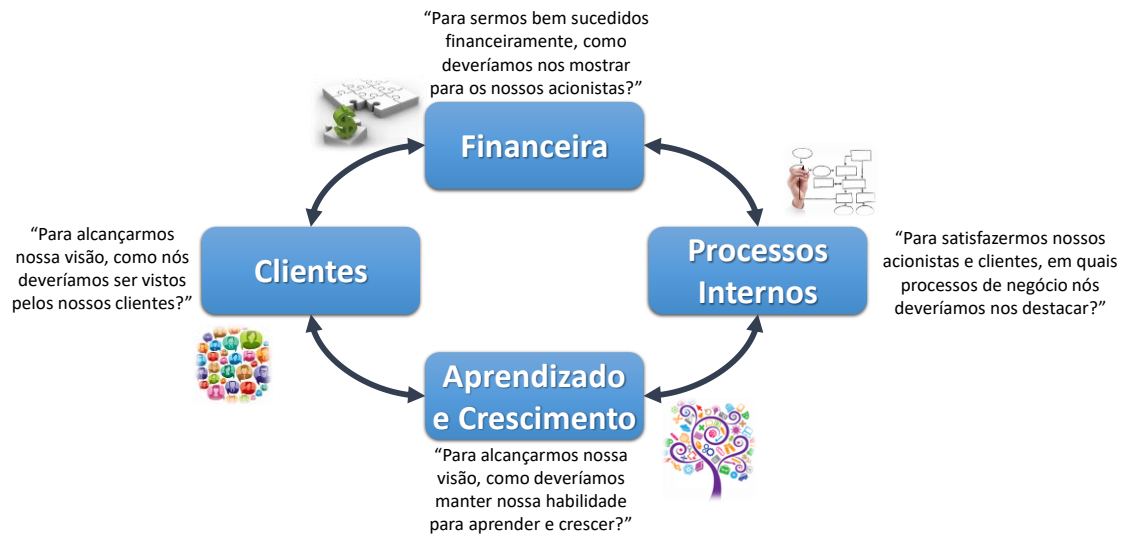 “Para sermos bem sucedidos
financeiramente, como
deveríamos nos mostrar
para os nossos acionistas?”
Financeira
“Para alcançarmos
nossa visão, como nós
deveríamos ser vistos
pelos nossos clientes?”
Clientes
Processos
Internos
“Para satisfazermos nossos
acionistas e clientes, em quais
processos de negócio nós
deveríamos nos destacar?”
Aprendizado
e Crescimento
“Para alcançarmos nossa
visão, como deveríamos
manter nossa habilidade
para aprender e crescer?”